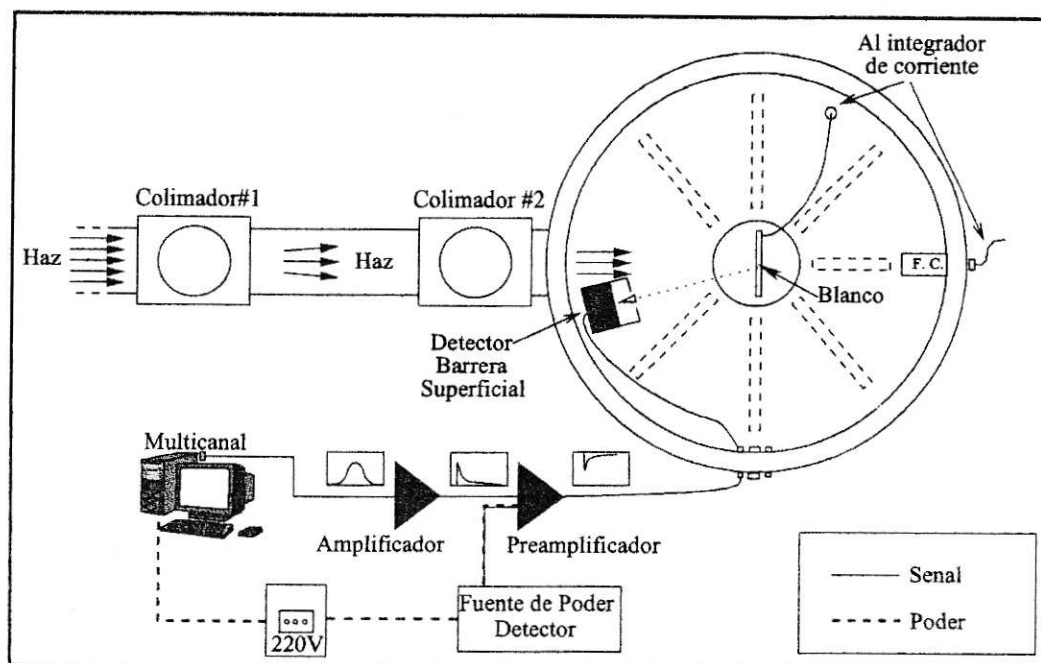 Al integrador
de corriente
Colimador#1
Colimador #2
Haz
Haz
F. C.
Blanco
Detector
Barrera
Superficial
Multicanal
Amplificador
Preamplificador
Fuente de Poder
Detector
220V
Senal
Poder